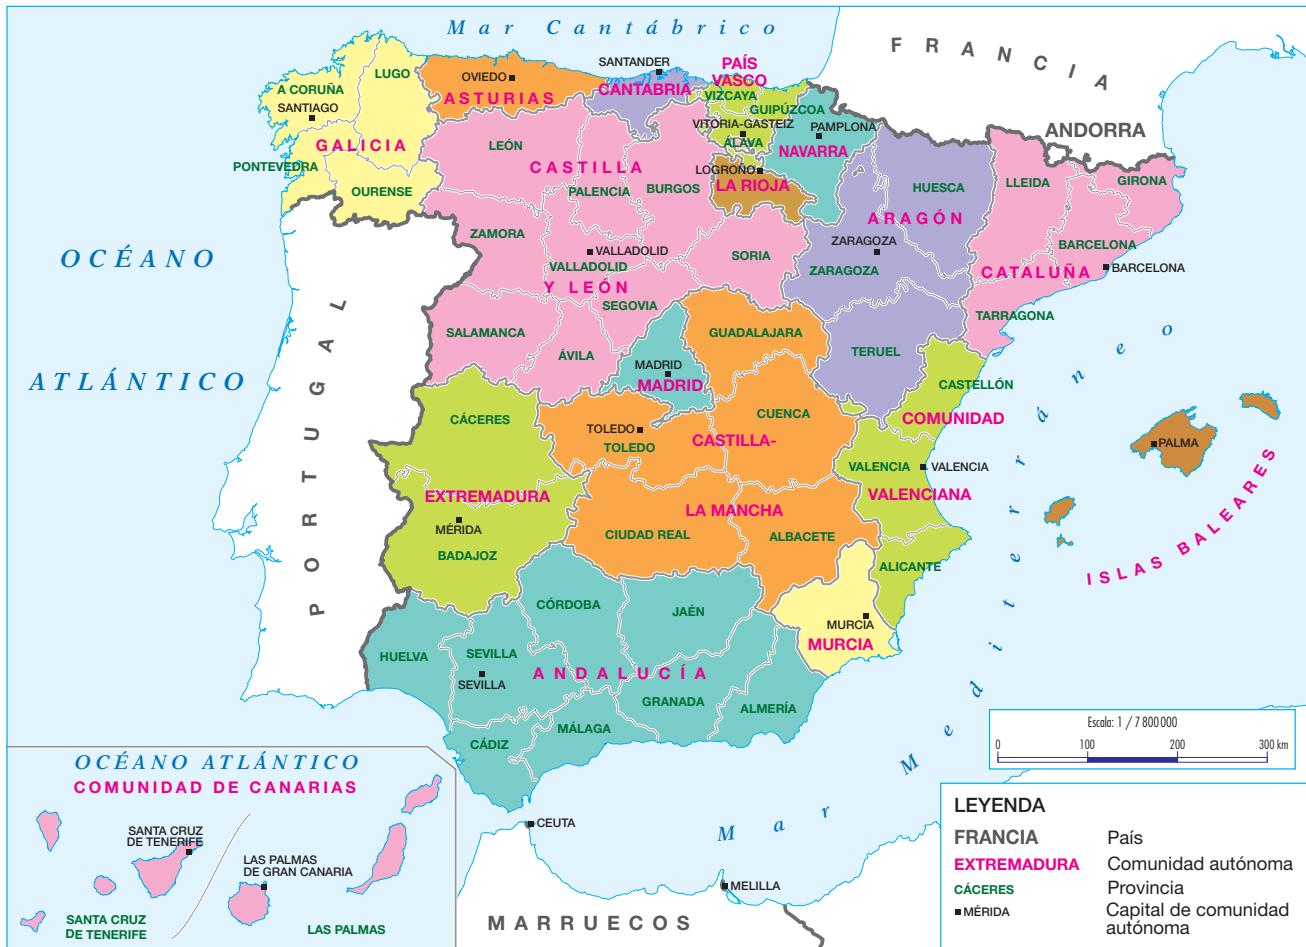 Mar Cantábrico
FRANCIA
ANDORRA
OCÉANO
ATLÁNTICO
PORTUGAL
A CORUÑA
LUGO
SANTIAGO
GALICIA
PONTEVEDRA
OURENSE
OVIEDO
ASTURIAS
SANTANDER
CANTABRIA
PAÍS
VASCO
VIZCAYA
GUIPÚZCOA
VITORIA-GASTEIZ
ÁLAVA
PAMPLONA
NAVARRA
LOGROÑO
LA RIOJA
LEÓN
CASTILLA
PALENCIA
BURGOS
ZAMORA
VALLADOLID
VALLADOLID
Y LEÓN
SORIA
SEGOVIA
SALAMANCA
ÁVILA
HUESCA
ARAGÓN
ZARAGOZA
ZARAGOZA
TERUEL
LLEIDA
GIRONA
BARCELONA
BARCELONA
CATALUÑA
TARRAGONA
MADRID
MADRID
GUADALAJARA
TOLEDO
TOLEDO
CUENCA
CASTILLA-
LA MANCHA
CIUDAD REAL
ALBACETE
CÁCERES
EXTREMADURA
MÉRIDA
BADAJOZ
CASTELLÓN
COMUNIDAD
VALENCIA
VALENCIA
VALENCIANA
ALICANTE
PALMA
ISLAS BALEARES
MURCIA
MURCIA
CÓRDOBA
JAÉN
HUELVA
SEVILLA
SEVILLA
ANDALUCÍA
GRANADA
ALMERÍA
MÁLAGA
CÁDIZ
Mar Mediterráneo
CEUTA
MELILLA
MARRUECOS
OCÉANO ATLÁNTICO
COMUNIDAD DE CANARIAS
SANTA CRUZ
DE TENERIFE
LAS PALMAS
DE GRAN CANARIA
SANTA CRUZ
DE TENERIFE
LAS PALMAS
Escala: 1 / 7 800 000
0 100 200 300 km
LEYENDA
FRANCIA País
EXTREMADURA Comunidad autónoma
CÁCERES Provincia
MÉRIDA Capital de comunidad
autónoma